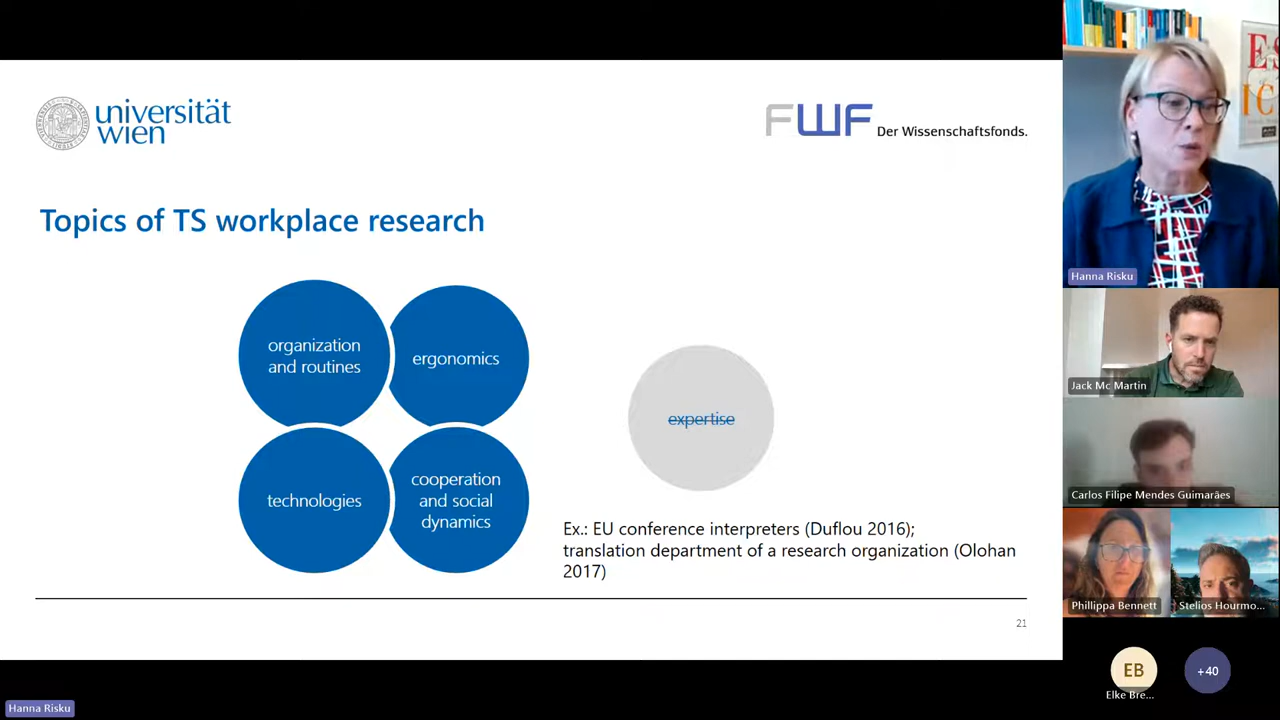 universität
wien
FWF Der Wissenschaftsfonds.
Topics of TS workplace research
organization
and routines
ergonomics
technologies
cooperation
and social
dynamics
expertise
Ex.: EU conference interpreters (Duflou 2016);
translation department of a research organization (Olohan
2017)
21
Hanna Risku
Jack Mc Martin
Carlos Filipe Mendes Guimarães
Phillippa Bennett
Stelios Hourmo...
EB
Elke Bre...
+40
Hanna Risku